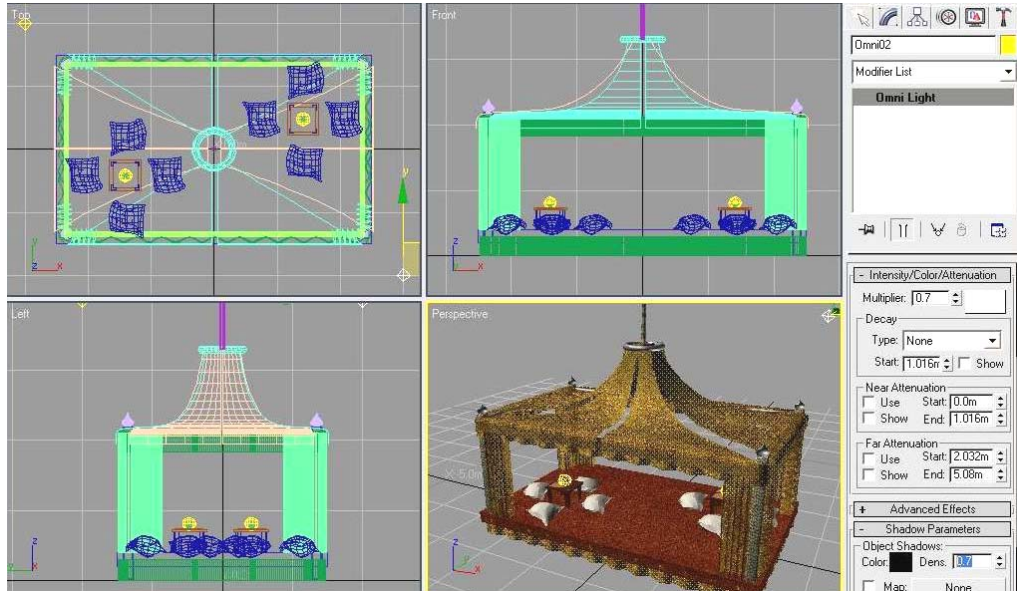 Top
Front
Left
Perspective
Omni02
Modifier List
Omni Light
- Intensity/Color/Attenuation
Multiplier: 0.7
Decay
Type: None
Start: 1.016m Show
Near Attenuation
Use Start: 0.0m
Show End: 1.016m
Far Attenuation
Use Start: 2.032m
Show End: 5.08m
+ Advanced Effects
- Shadow Parameters
Object Shadows:
Color: Dens. 0.7
Map: None
y
x
z
x
z
x
z
y
z
x